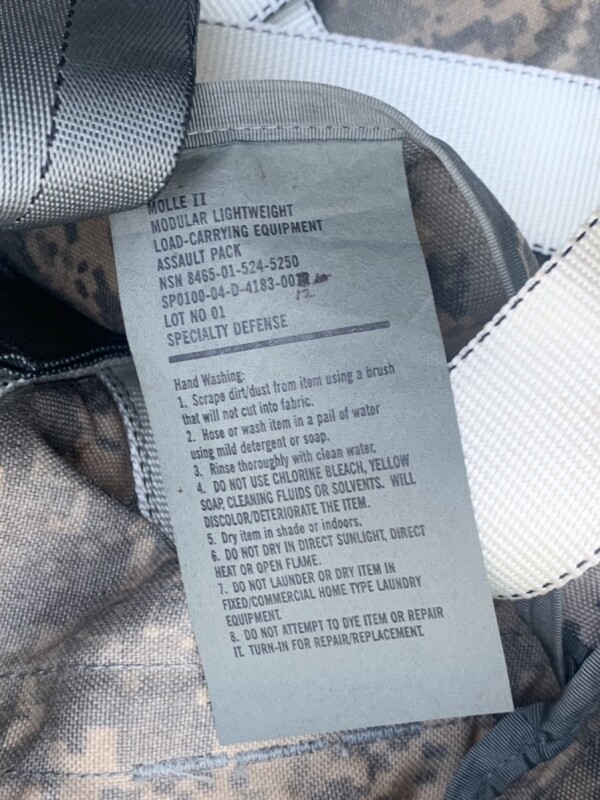 MOLLE II
MODULAR LIGHTWEIGHT
LOAD-CARRYING EQUIPMENT
ASSAULT PACK
NSN 8465-01-524-5250
SP0100-04-D-4183-00
12
LOT NO 01
SPECIALTY DEFENSE
Hand Washing:
1. Scrape dirt/dust from item using a brush
that will not cut into fabric.
2. Hose or wash item in a pail of water
using mild detergent or soap.
3. Rinse thoroughly with clean water.
4. DO NOT USE CHLORINE BLEACH, YELLOW
SOAP, CLEANING FLUIDS OR SOLVENTS. WILL
DISCOLOR/DETERIORATE THE ITEM.
5. Dry item in shade or indoors.
6. DO NOT DRY IN DIRECT SUNLIGHT, DIRECT
HEAT OR OPEN FLAME.
7. DO NOT LAUNDER OR DRY ITEM IN
FIXED/COMMERCIAL HOME TYPE LAUNDRY
EQUIPMENT.
8. DO NOT ATTEMPT TO DYE ITEM OR REPAIR
IT. TURN-IN FOR REPAIR/REPLACEMENT.